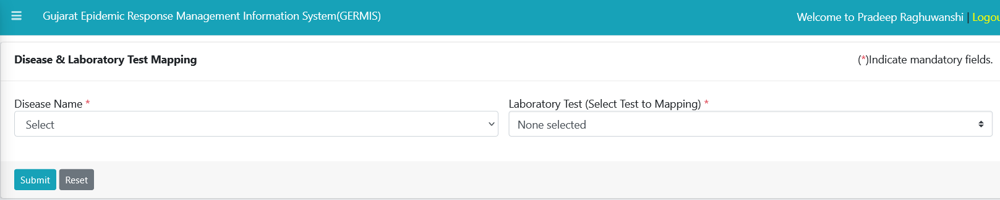 Gujarat Epidemic Response Management Information System(GERMIS)
Welcome to Pradeep Raghuwanshi | Logou
Disease & Laboratory Test Mapping
(*)Indicate mandatory fields.
Disease Name *
Laboratory Test (Select Test to Mapping) *
Select
None selected
Submit
Reset